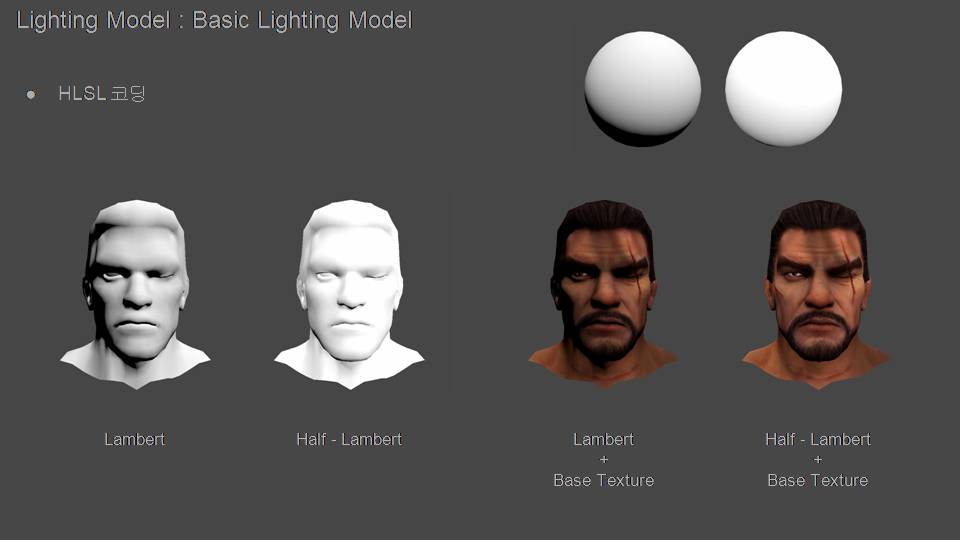 Lighting Model : Basic Lighting Model
● HLSL 코딩
Lambert
Half - Lambert
Lambert
+
Base Texture
Half - Lambert
+
Base Texture